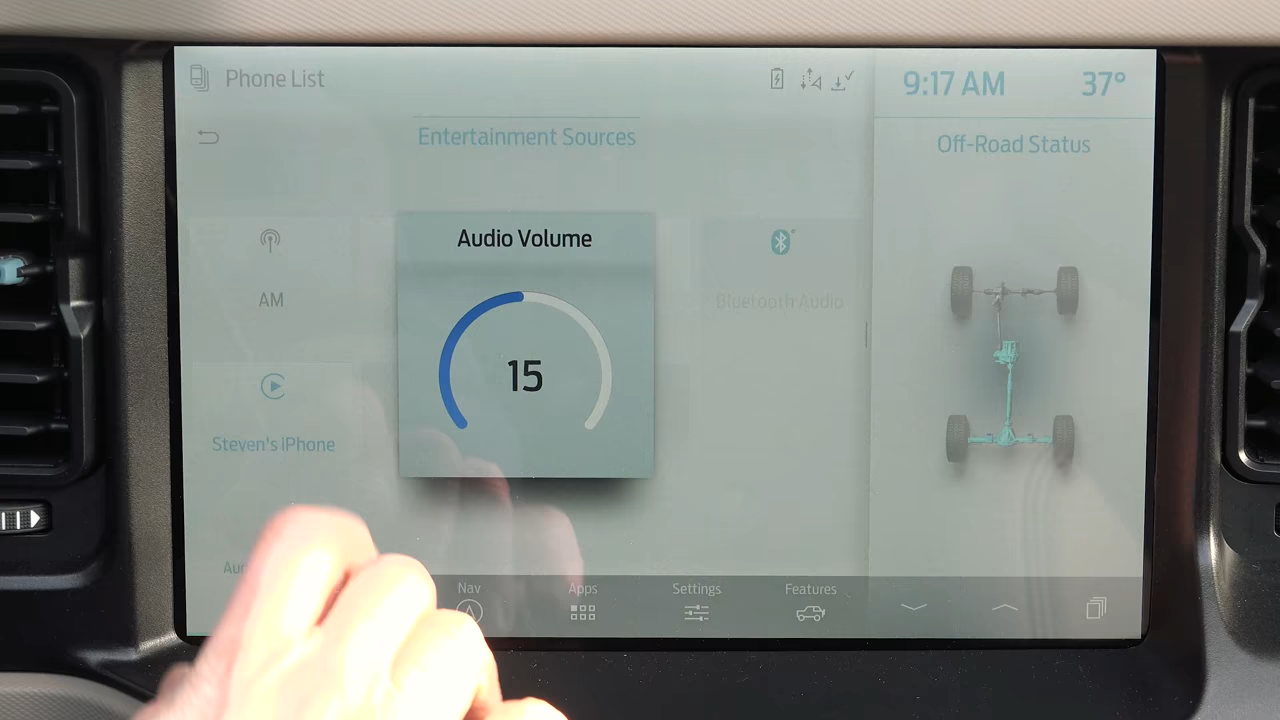 Phone List
9:17 AM
37°
Entertainment Sources
Off-Road Status
Audio Volume
AM
Bluetooth Audio
15
Steven's iPhone
Nav
Apps
Settings
Features